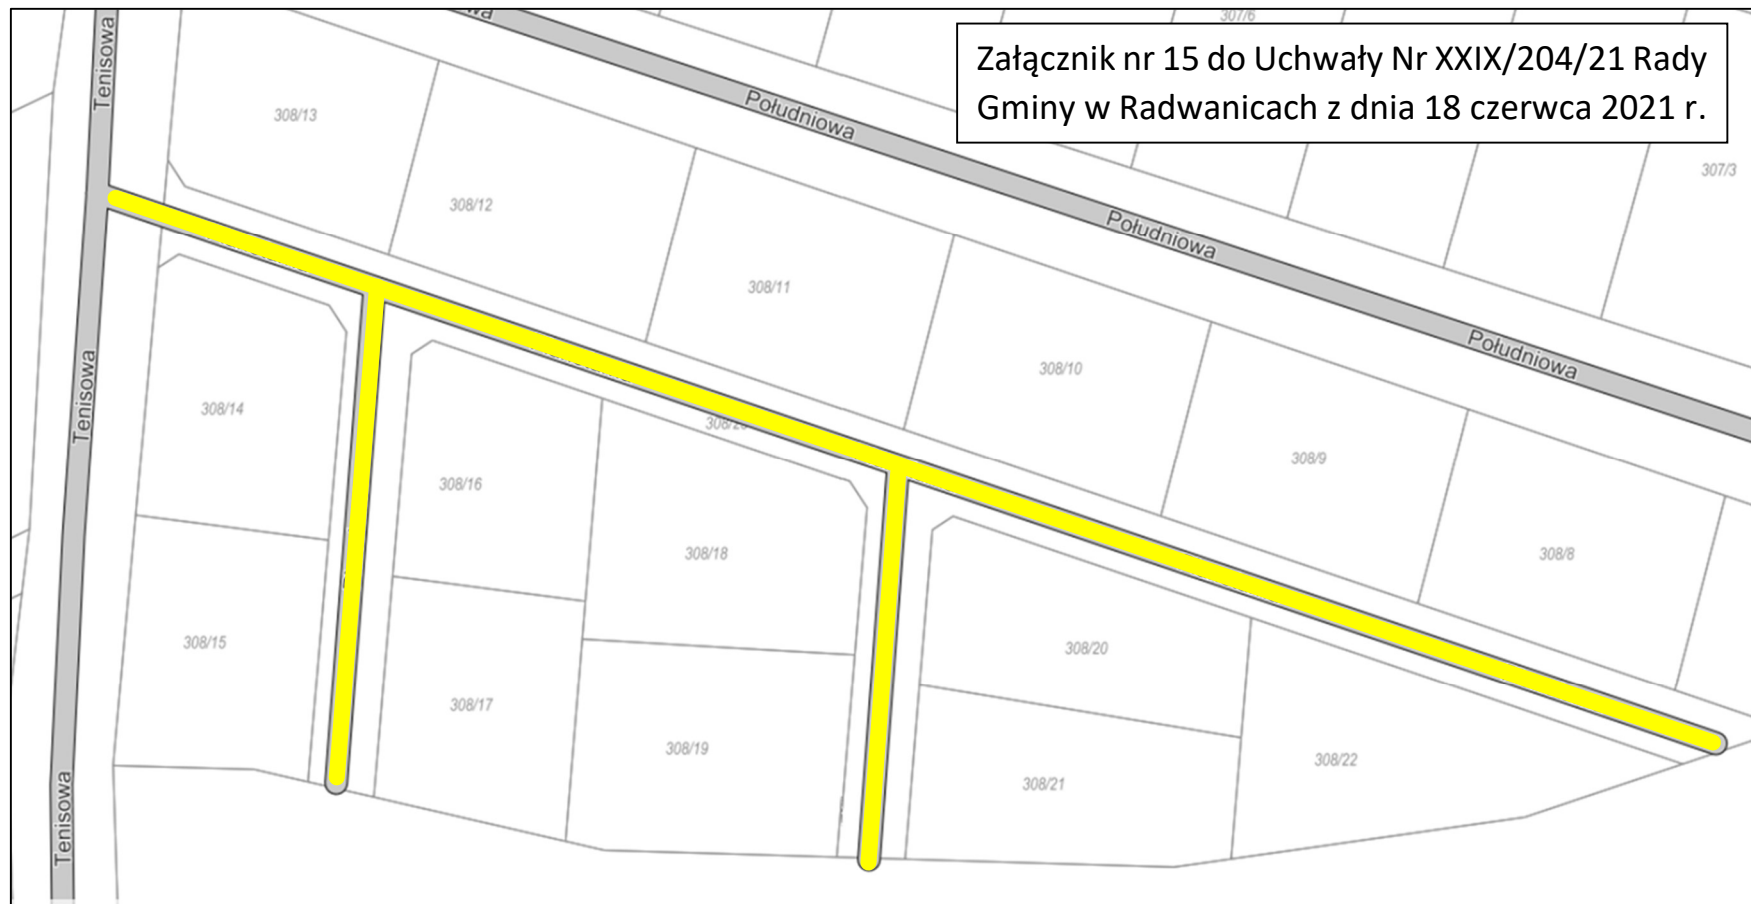 307/6
Załącznik nr 15 do Uchwały Nr XXIX/204/21 Rady
Gminy w Radwanicach z dnia 18 czerwca 2021 r.
Tenisowa
308/13
Południowa
307/3
308/12
Południowa
308/11
Południowa
308/10
Tenisowa
308/14
308/9
308/16
308/18
308/8
308/15
308/20
308/17
308/19
308/22
308/21
Tenisowa